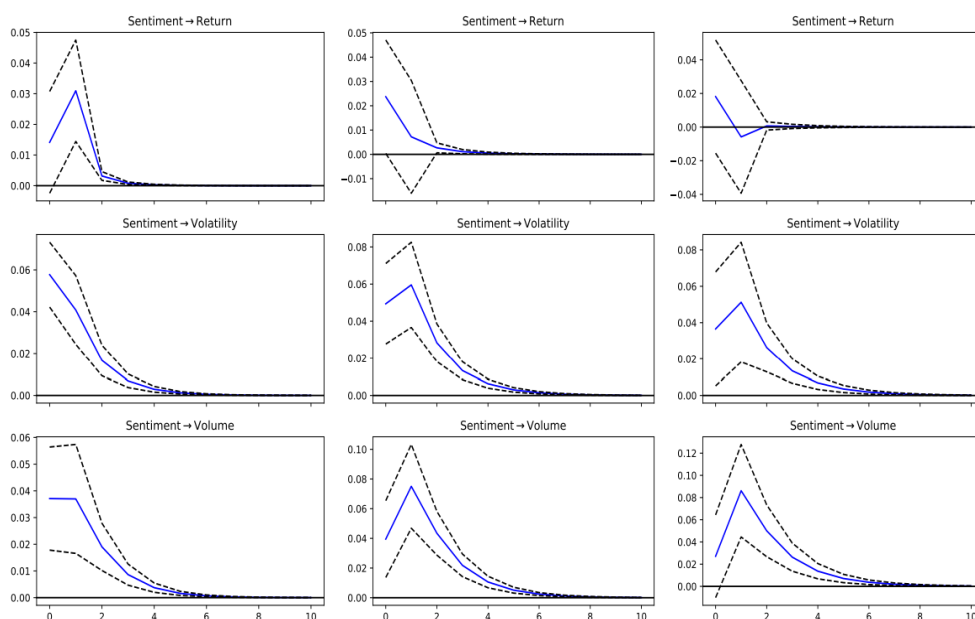 Sentiment→Return Sentiment→Return Sentiment→Return
0.05 0.05
0.04 0.04 0.04
0.03 0.03 0.02
0.02 0.02 0.00
0.01 0.01 −0.02
0.00 0.00 −0.04
−0.01
Sentiment→Volatility Sentiment→Volatility Sentiment→Volatility
0.06 0.08 0.08
0.04 0.06 0.06
0.02 0.04 0.04
0.00 0.02 0.02
0.00 0.00
Sentiment→Volume Sentiment→Volume Sentiment→Volume
0.06 0.10 0.12
0.05 0.08 0.10
0.04 0.06 0.08
0.03 0.04 0.06
0.02 0.02 0.04
0.01 0.00 0.02
0.00 0.00
0 2 4 6 8 10 0 2 4 6 8 10 0 2 4 6 8 10